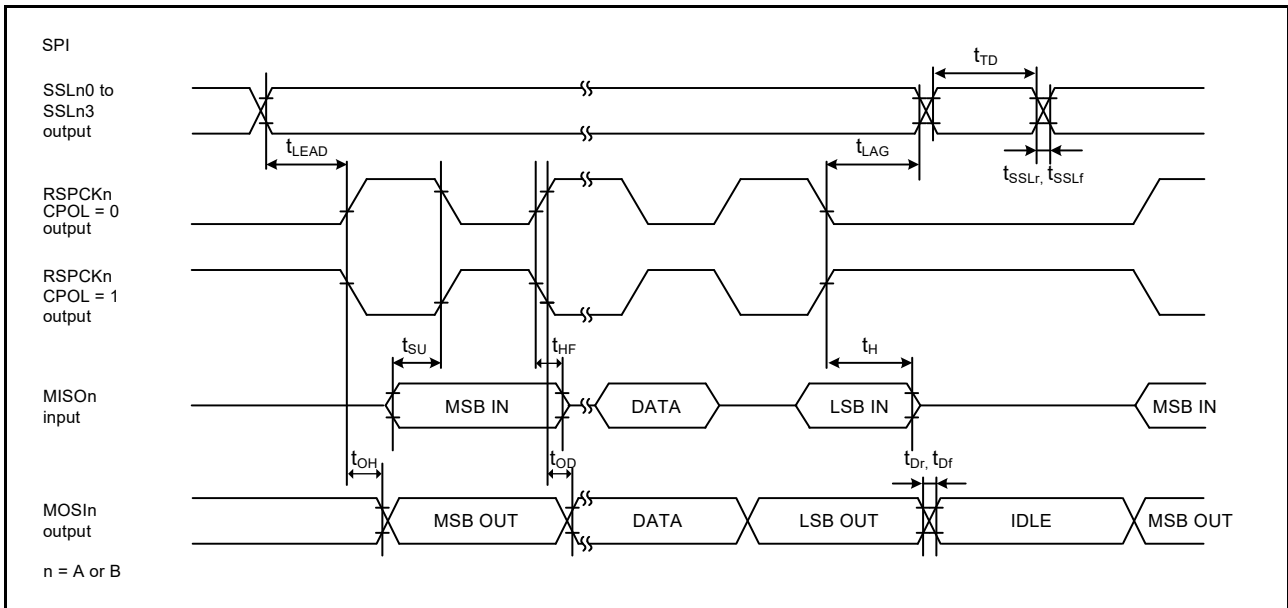 SPI
SSLn0 to
SSLn3
output
tTD
tLEAD
tLAG
tSSLr, tSSLf
RSPCKn
CPOL = 0
output
RSPCKn
CPOL = 1
output
tSU
tHF
tH
MISOn
input
MSB IN
DATA
LSB IN
MSB IN
tOH
tOD
tDr, tDf
MOSIn
output
MSB OUT
DATA
LSB OUT
IDLE
MSB OUT
n = A or B